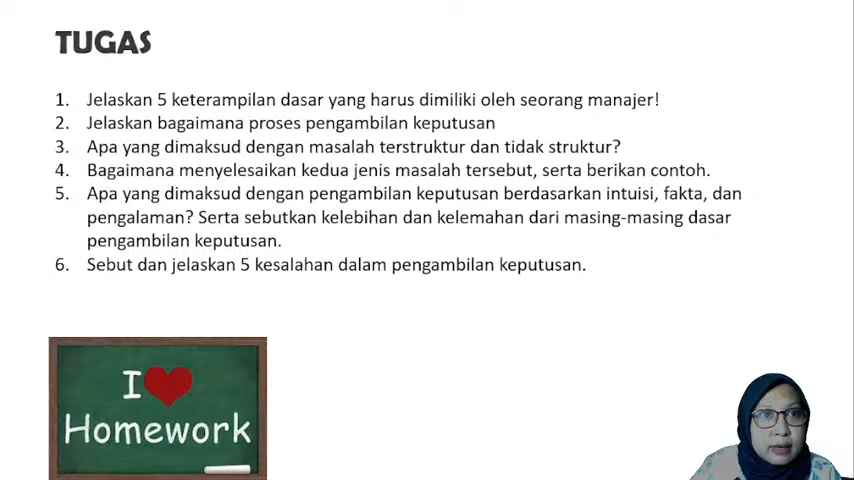 TUGAS
1. Jelaskan 5 keterampilan dasar yang harus dimiliki oleh seorang manajer!
2. Jelaskan bagaimana proses pengambilan keputusan
3. Apa yang dimaksud dengan masalah terstruktur dan tidak struktur?
4. Bagaimana menyelesaikan kedua jenis masalah tersebut, serta berikan contoh.
5. Apa yang dimaksud dengan pengambilan keputusan berdasarkan intuisi, fakta, dan
pengalaman? Serta sebutkan kelebihan dan kelemahan dari masing-masing dasar
pengambilan keputusan.
6. Sebut dan jelaskan 5 kesalahan dalam pengambilan keputusan.
I
Homework